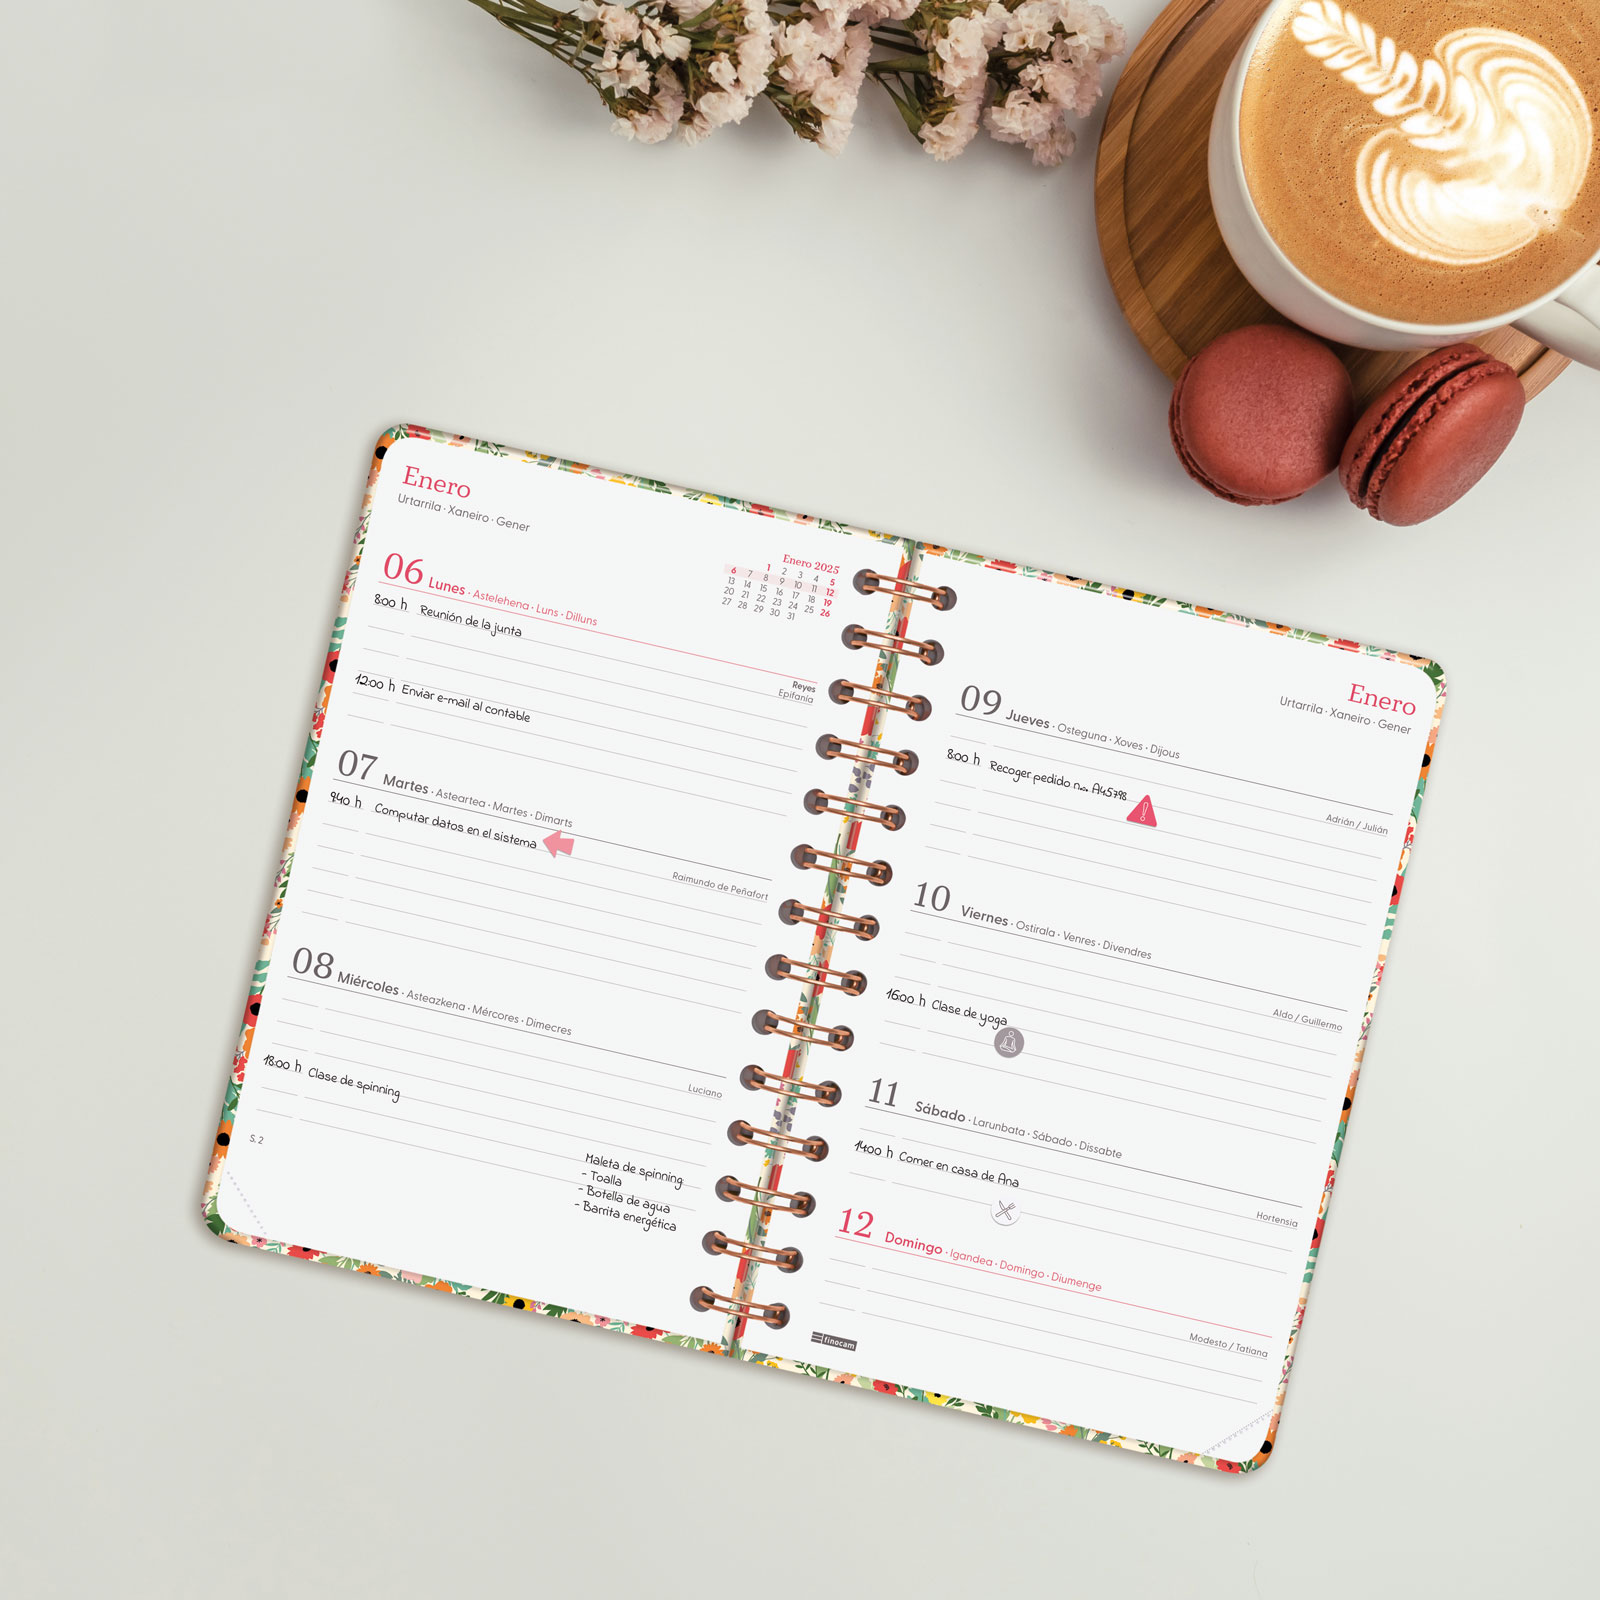 Enero
Urtarrila · Xaneiro · Gener
Enero 2025
1 2 3 4 5
6 7 8 9 10 11 12
13 14 15 16 17 18 19
20 21 22 23 24 25 26
27 28 29 30 31
06 Lunes · Astelehena · Luns · Dilluns
8:00 h Reunión de la junta
Reyes
Epifanía
12:00 h Enviar e-mail al contable
07 Martes · Asteartea · Martes · Dimarts
9:40 h Computar datos en el sistema
Raimundo de Peñafort
08 Miércoles · Asteazkena · Mércores · Dimecres
Luciano
18:00 h Clase de spinning
S. 2
Maleta de spinning
- Toalla
- Botella de agua
- Barrita energética
Enero
Urtarrila · Xaneiro · Gener
09 Jueves · Osteguna · Xoves · Dijous
8:00 h Recoger pedido n.. A45798
Adrián / Julián
10 Viernes · Ostirala · Venres · Divendres
Aldo / Guillermo
16:00 h Clase de yoga
11 Sábado · Larunbata · Sábado · Dissabte
14:00 h Comer en casa de Ana
Hortensia
12 Domingo · Igandea · Domingo · Diumenge
Modesto / Tatiana
finocam